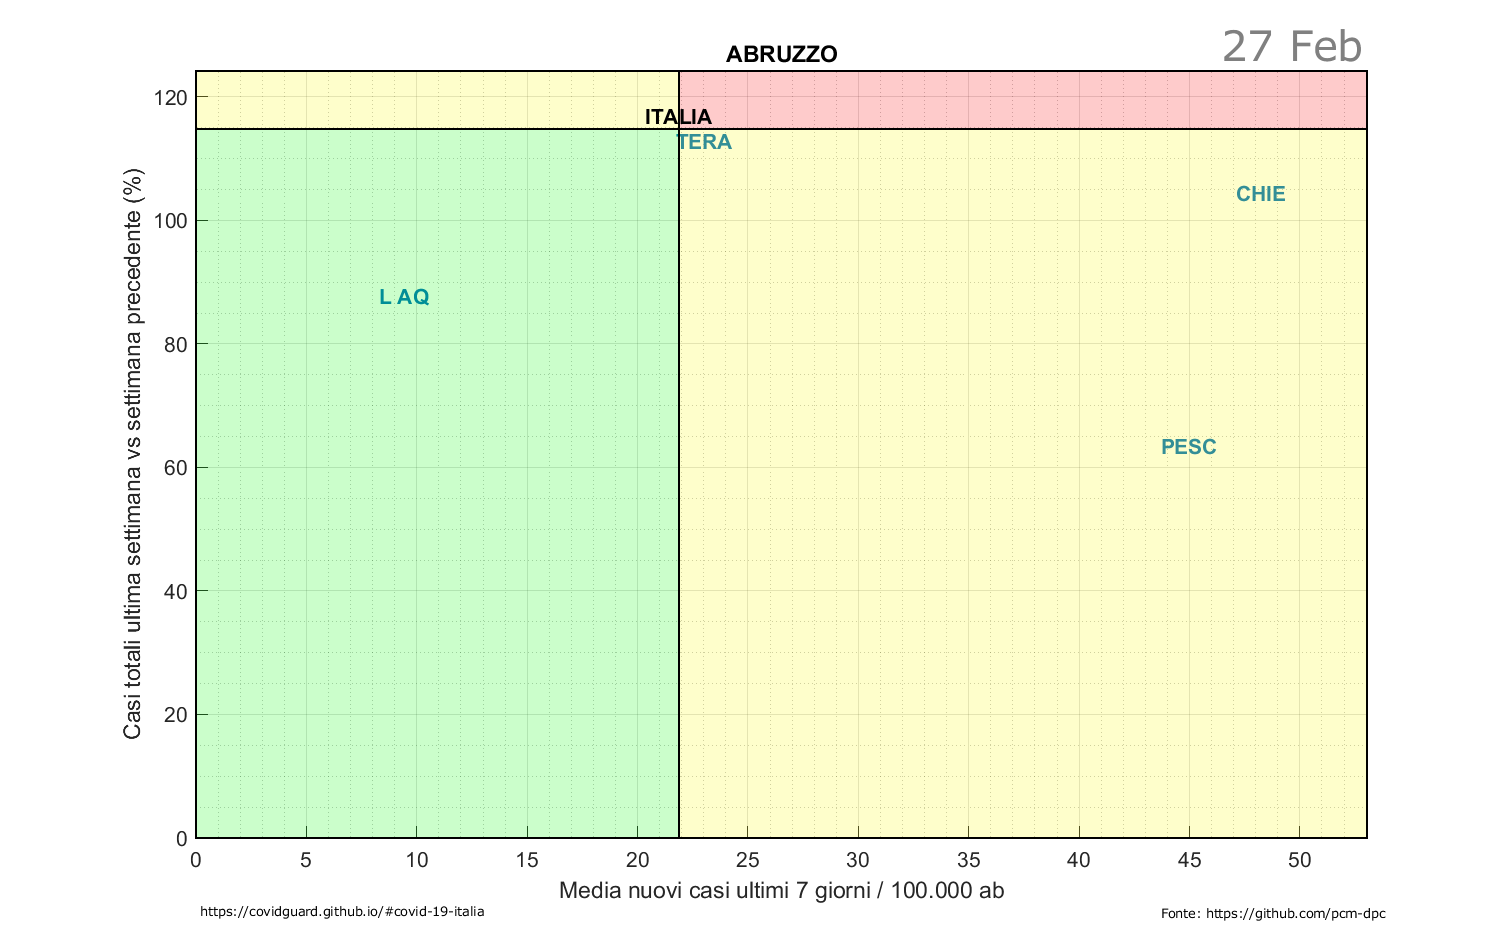 27 Feb
ABRUZZO
120
ITALIA
TERA
CHIE
100
L AQ
80
PESC
60
40
20
0
Casi totali ultima settimana vs settimana precedente (%)
0 5 10 15 20 25 30 35 40 45 50
Media nuovi casi ultimi 7 giorni / 100.000 ab
https://covidguard.github.io/#covid-19-italia
Fonte: https://github.com/pcm-dpc